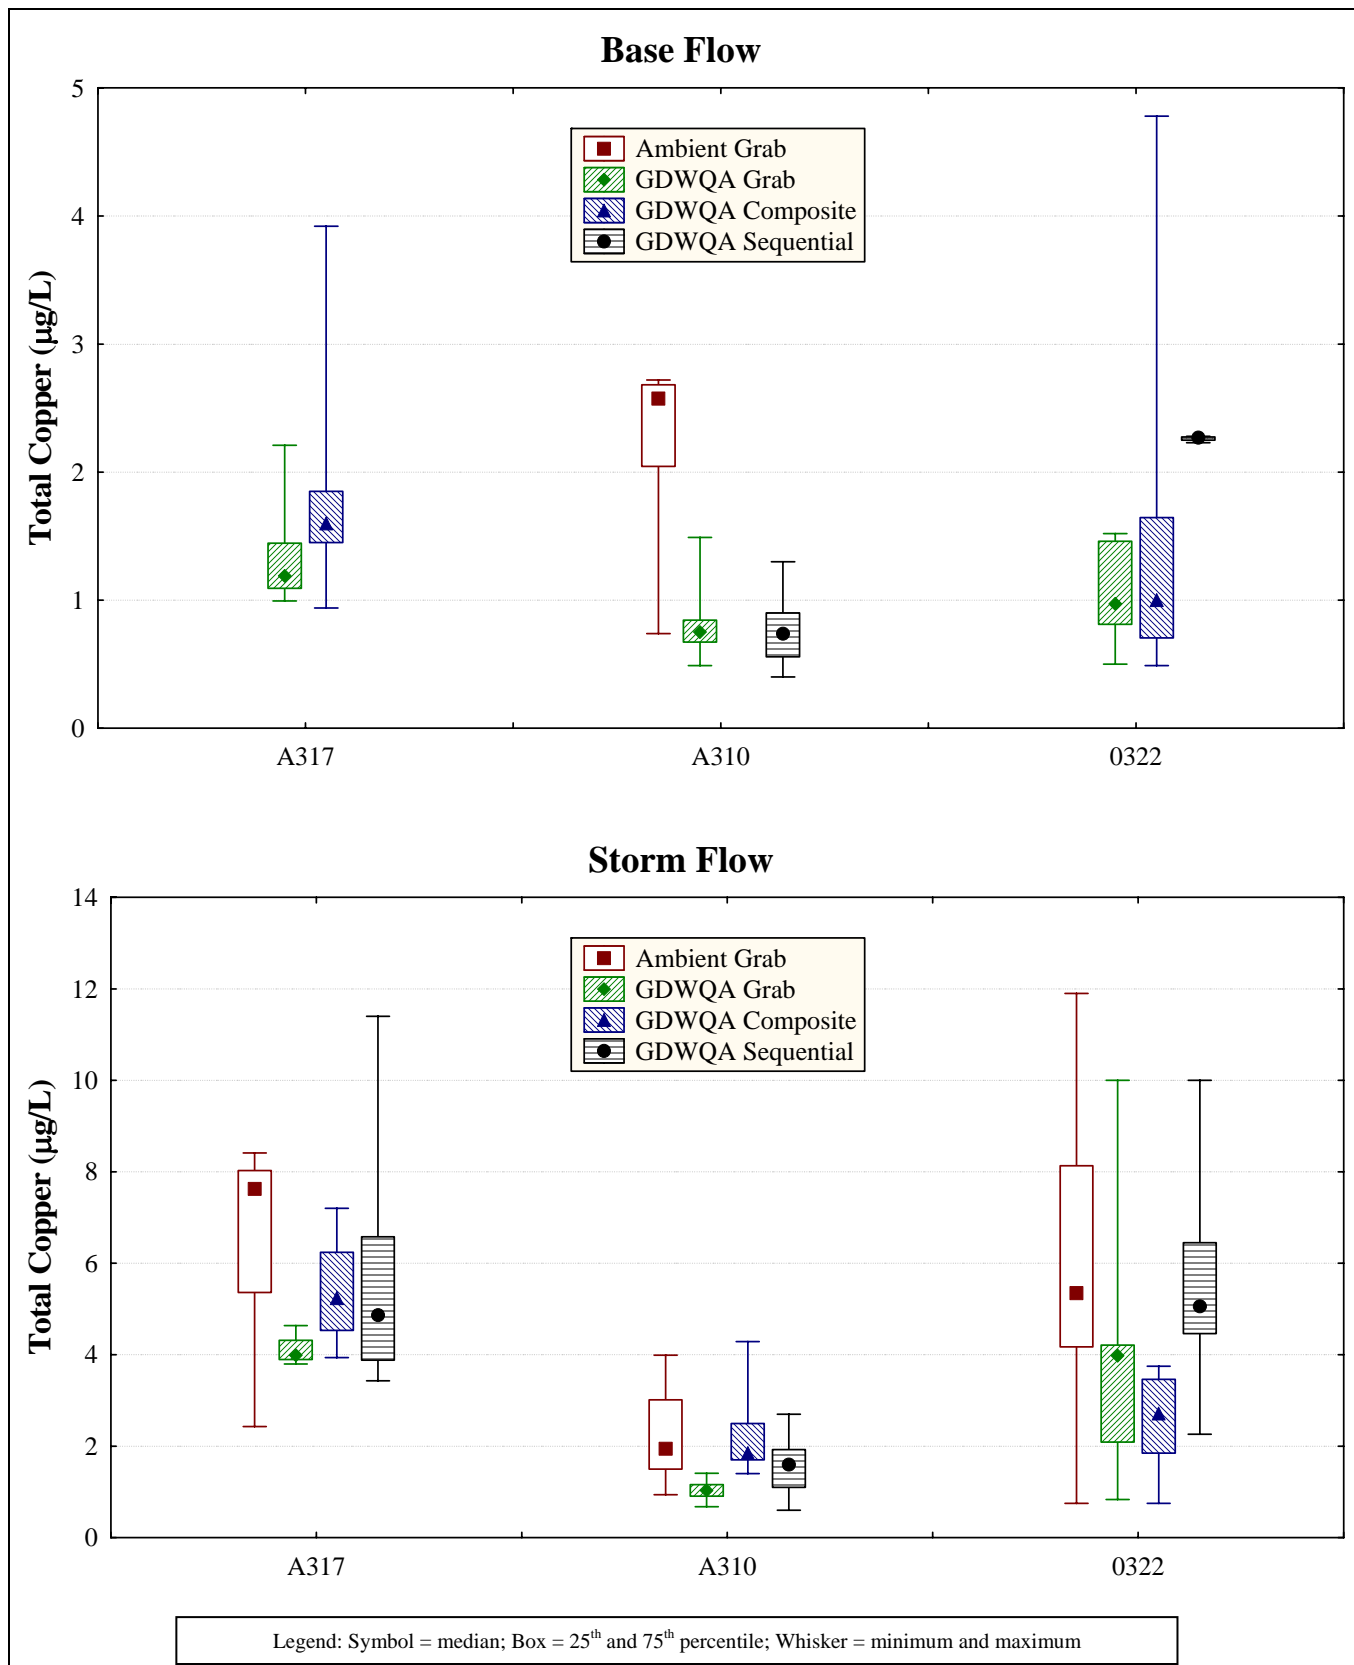 Base Flow
5
4
3
2
1
0
Total Copper (µg/L)
Ambient Grab
GDWQA Grab
GDWQA Composite
GDWQA Sequential
A317
A310
0322
Storm Flow
14
12
10
8
6
4
2
0
Total Copper (µg/L)
Ambient Grab
GDWQA Grab
GDWQA Composite
GDWQA Sequential
A317
A310
0322
Legend: Symbol = median; Box = 25th and 75th percentile; Whisker = minimum and maximum